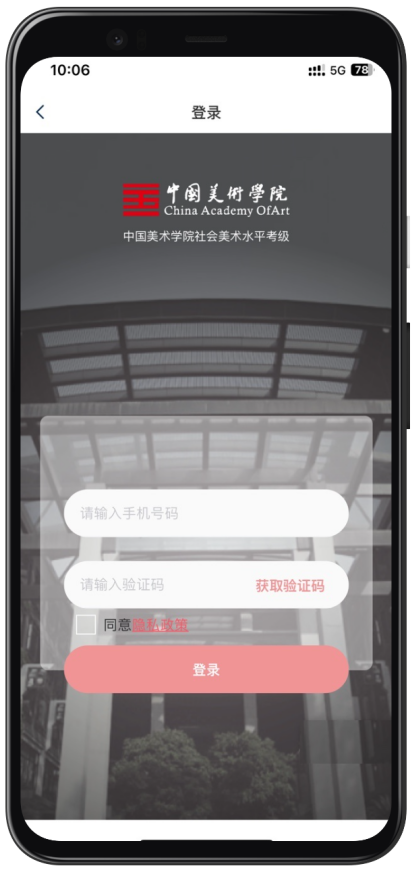 10:06
5G 78
登录
中国美術學院
China Academy OfArt
中国美术学院社会美术水平考级
请输入手机号码
请输入验证码 获取验证码
同意隐私政策
登录